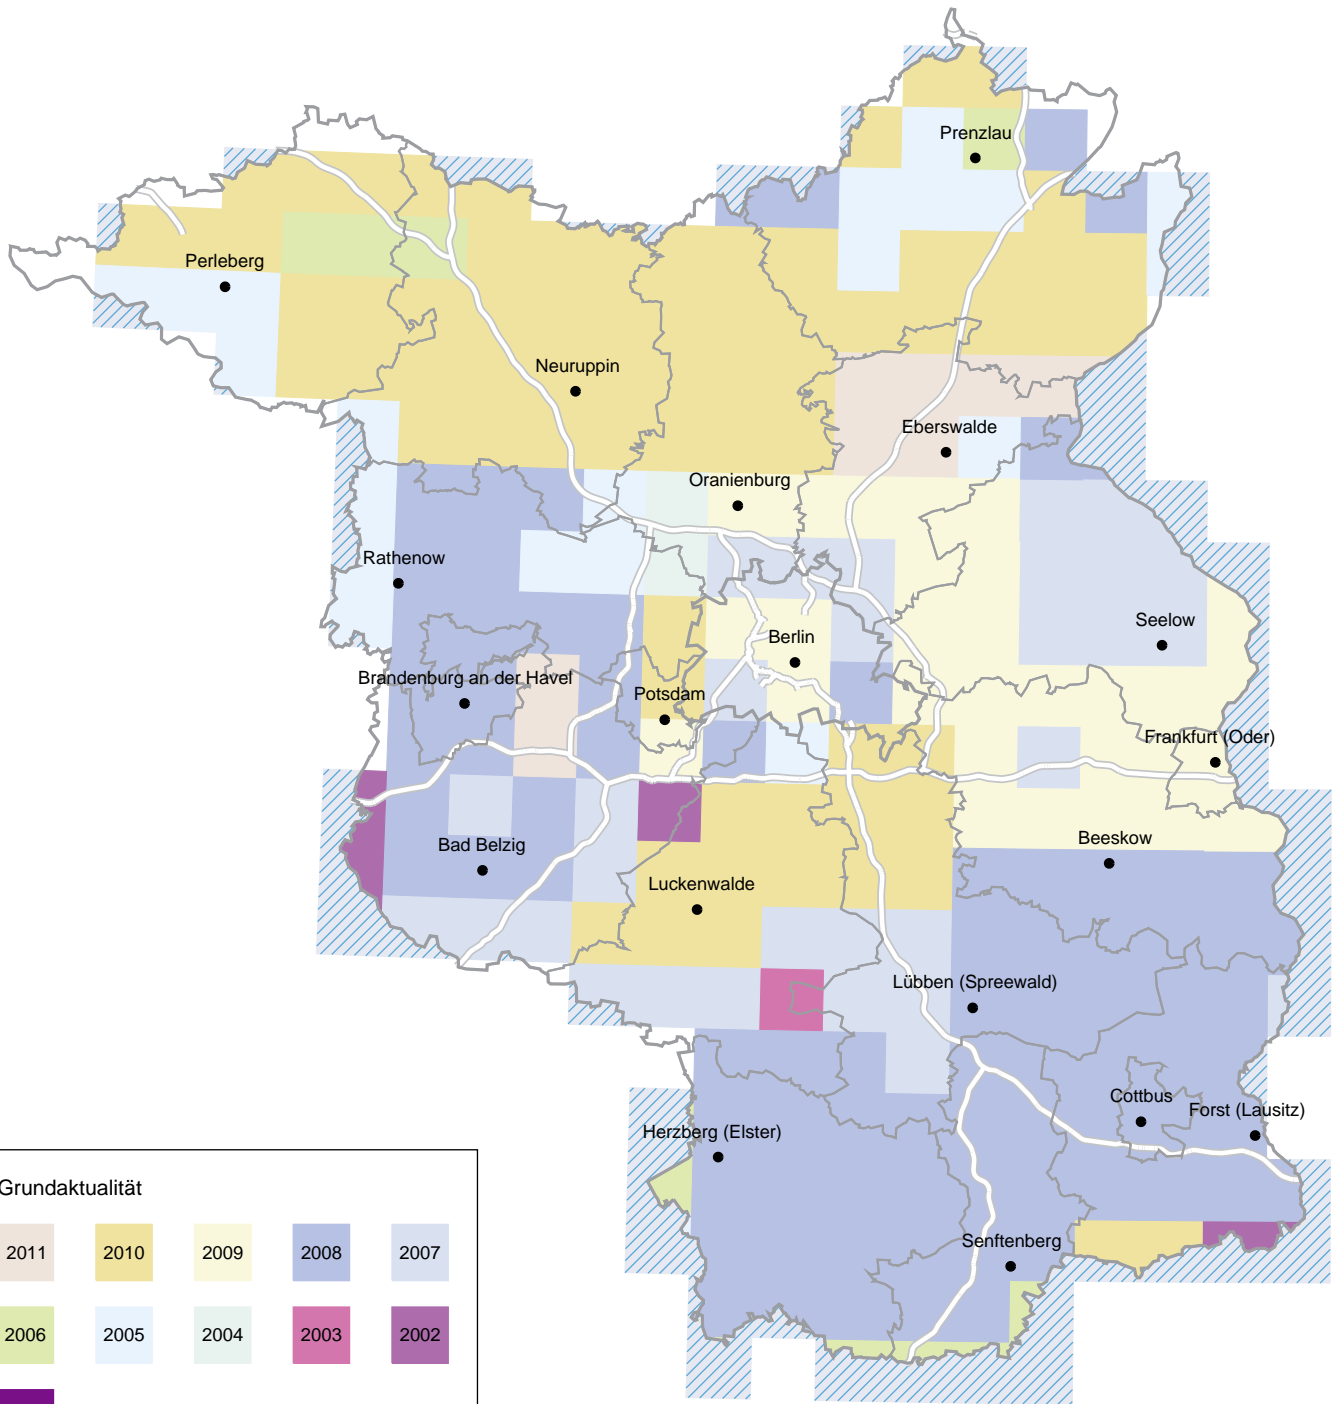 Prenzlau
Perleberg
Neuruppin
Eberswalde
Oranienburg
Rathenow
Seelow
Berlin
Brandenburg an der Havel
Potsdam
Frankfurt (Oder)
Bad Belzig
Beeskow
Luckenwalde
Lübben (Spreewald)
Cottbus
Forst (Lausitz)
Herzberg (Elster)
Senftenberg
Grundaktualität
2011 2010 2009 2008 2007
2006 2005 2004 2003 2002